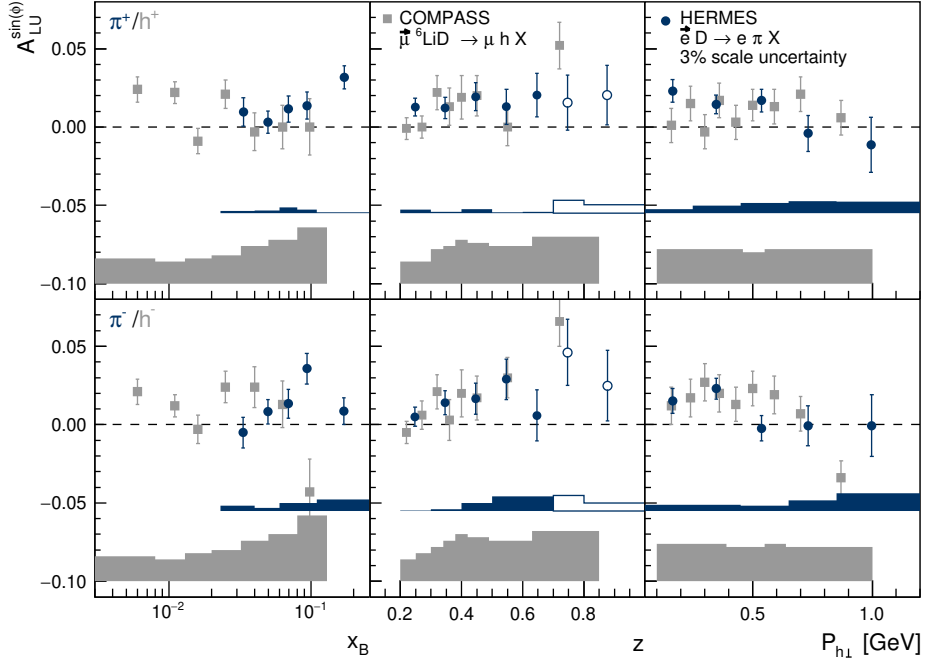 A_LU^sin(ϕ)
π⁺/h⁺
COMPASS
μ⃗ ⁶LiD → μ h X
HERMES
e⃗ D → e π X
3% scale uncertainty
0.05
0.00
−0.05
−0.10
π⁻/h⁻
0.05
0.00
−0.05
−0.10
10⁻² 10⁻¹ 0.2 0.4 0.6 0.8 0.5 1.0
x_B z P_h⊥ [GeV]